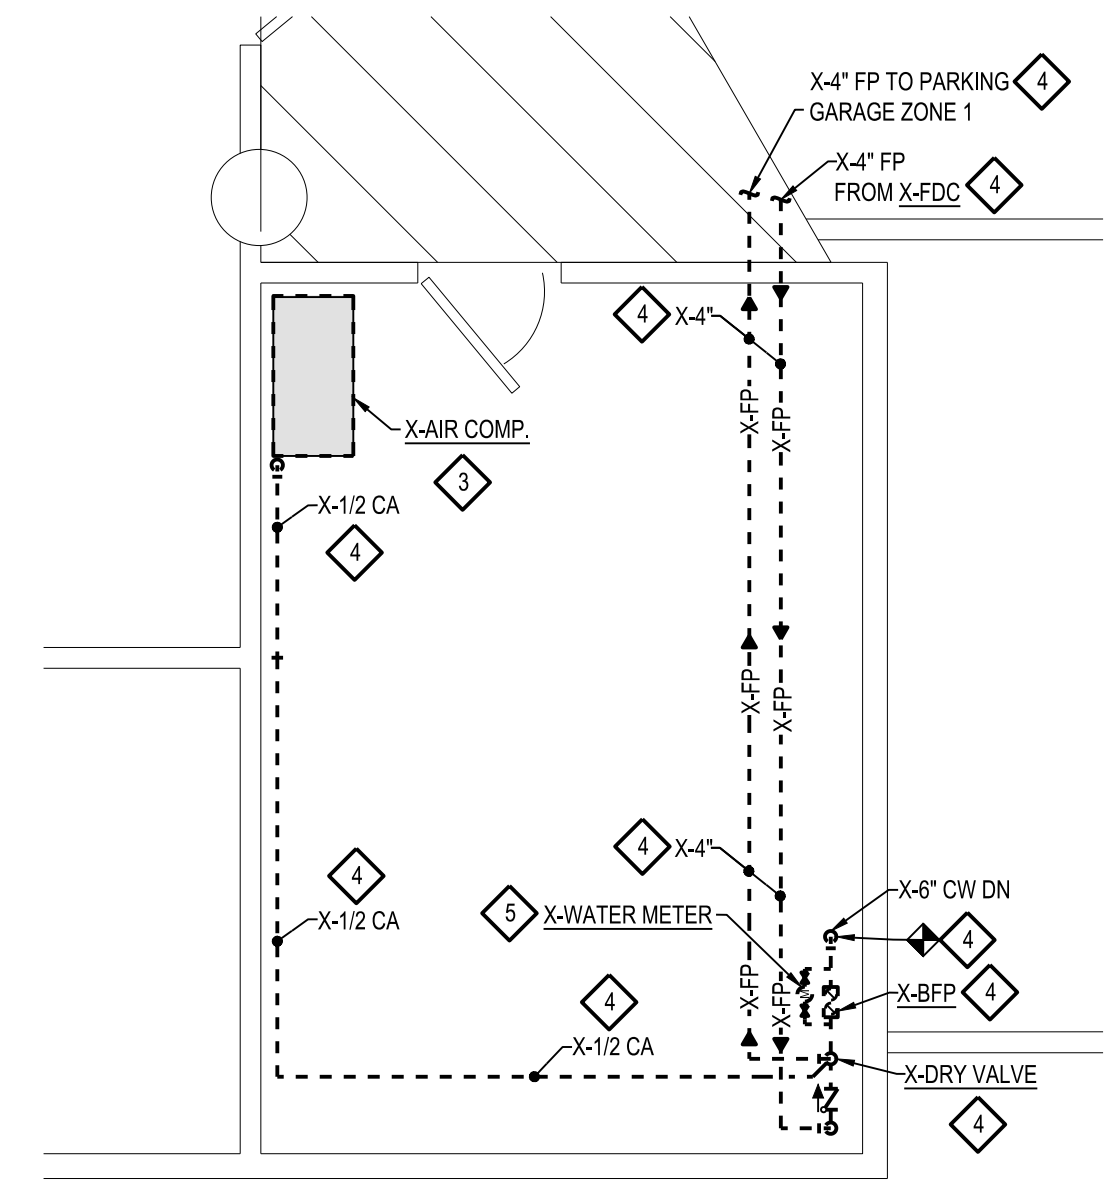 X-4" FP TO PARKING
GARAGE ZONE 1
4
X-4" FP
FROM X-FDC
4
4
X-4"
X-FP
X-FP
X-AIR COMP.
3
X-1/2 CA
4
X-FP
X-FP
4
X-4"
4
X-1/2 CA
5
X-WATER METER
X-6" CW DN
4
M
X-FP
X-FP
X-BFP
4
4
X-1/2 CA
X-DRY VALVE
4